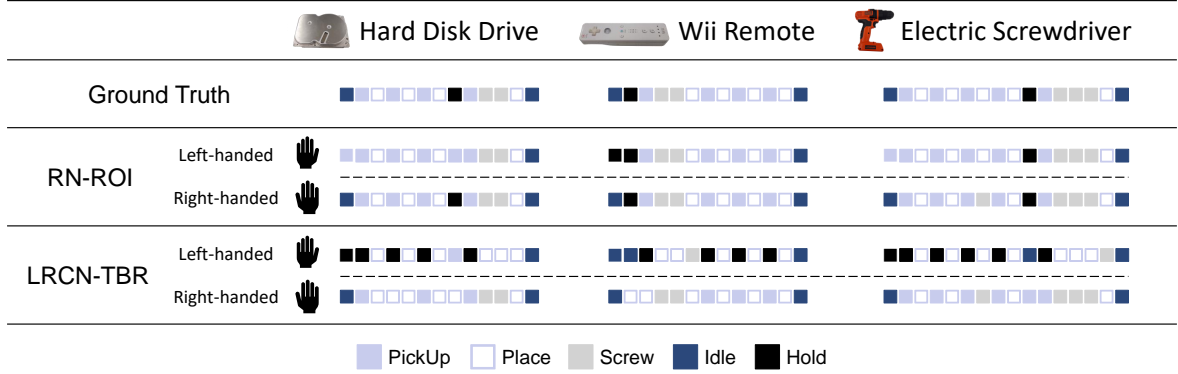 Hard Disk Drive Wii Remote Electric Screwdriver
Ground Truth
RN-ROI
Left-handed
Right-handed
LRCN-TBR
Left-handed
Right-handed
PickUp Place Screw Idle Hold